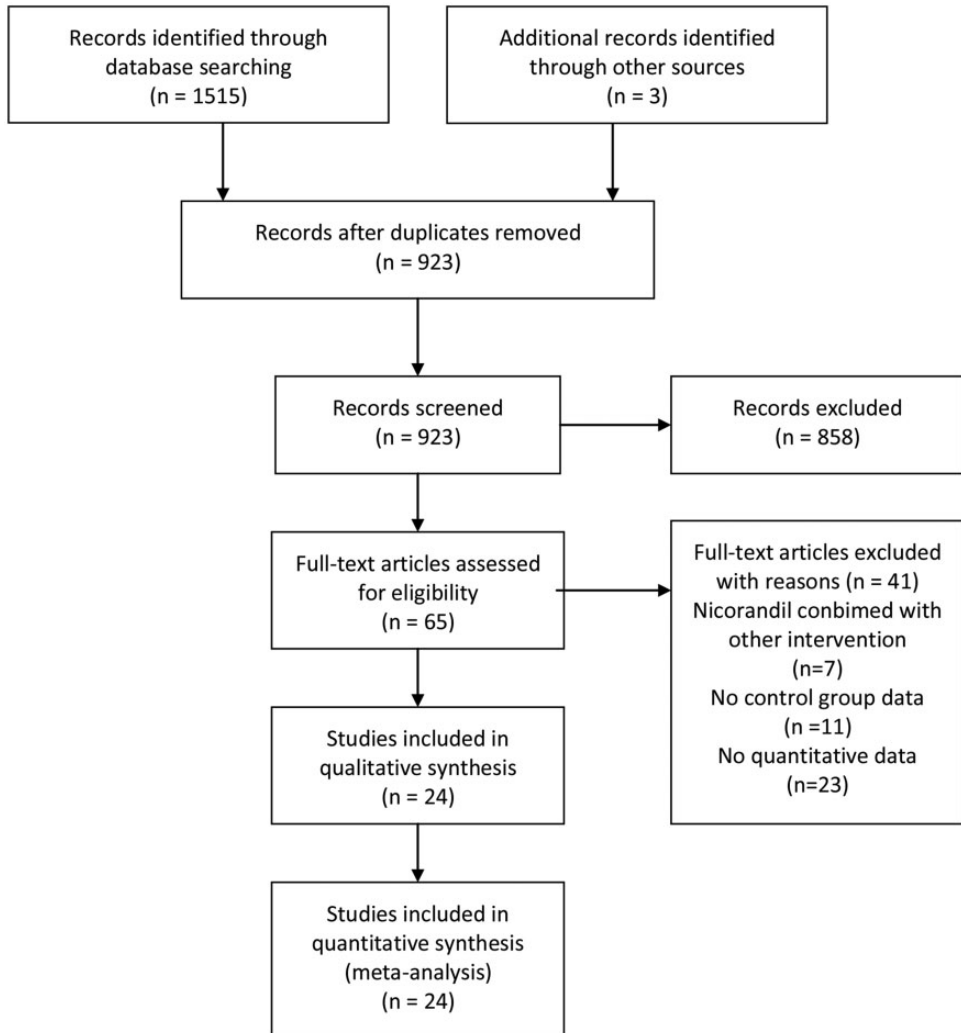 Records identified through
database searching
(n = 1515)
Additional records identified
through other sources
(n = 3)
Records after duplicates removed
(n = 923)
Records screened
(n = 923)
Records excluded
(n = 858)
Full-text articles assessed
for eligibility
(n = 65)
Full-text articles excluded
with reasons (n = 41)
Nicorandil conbimed with
other intervention
(n=7)
No control group data
(n =11)
No quantitative data
(n=23)
Studies included in
qualitative synthesis
(n = 24)
Studies included in
quantitative synthesis
(meta-analysis)
(n = 24)